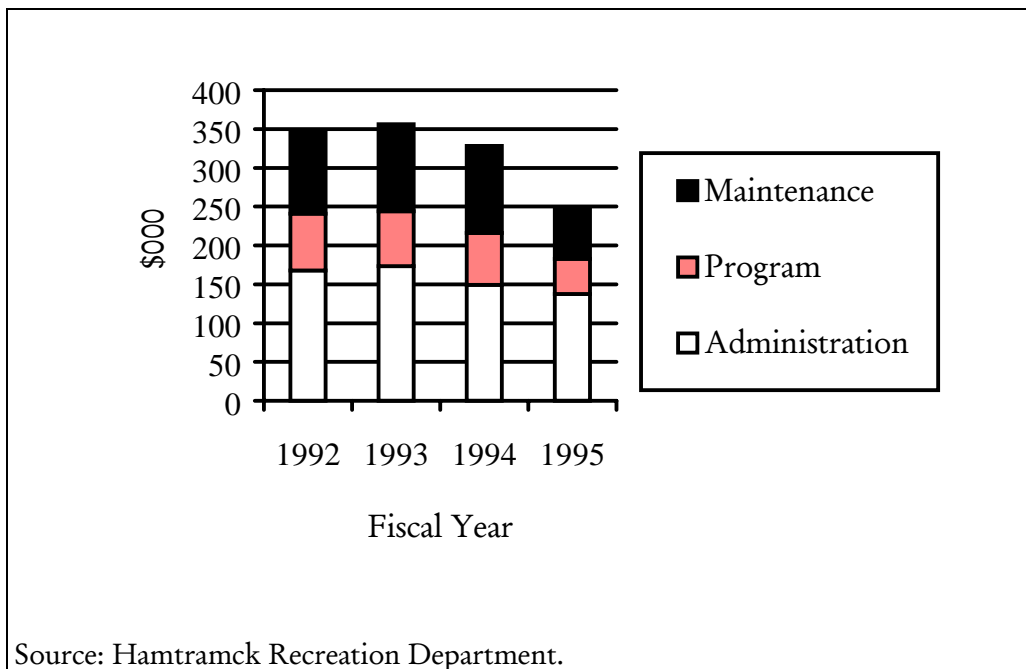 400
350
300
250
200
150
100
50
0
$000
1992 1993 1994 1995
Fiscal Year
Maintenance
Program
Administration
Source: Hamtramck Recreation Department.